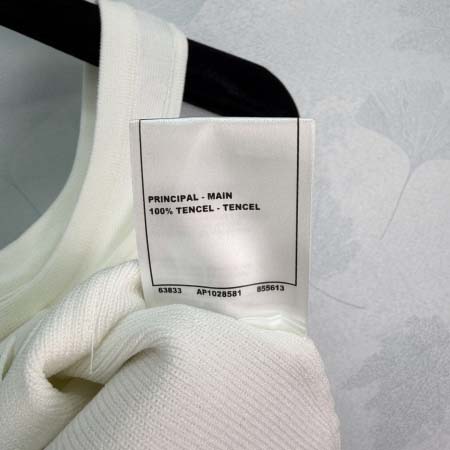 PRINCIPAL - MAIN
100% TENCEL - TENCEL
63833 AP1028581 855613